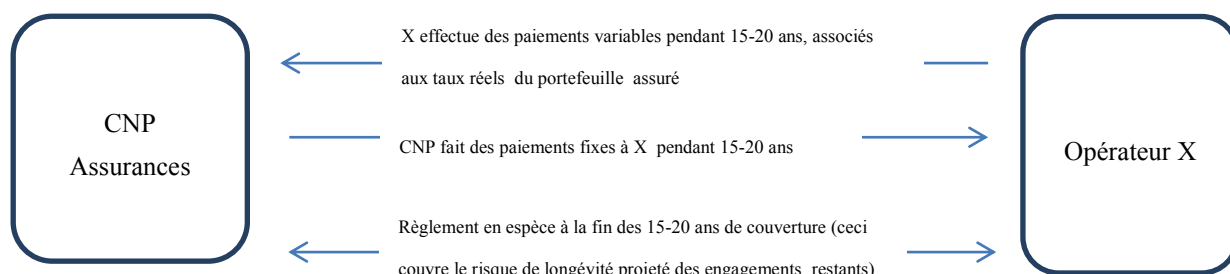 X effectue des paiements variables pendant 15-20 ans, associés
aux taux réels du portefeuille assuré
CNP
Assurances
CNP fait des paiements fixes à X pendant 15-20 ans
Opérateur X
Règlement en espèce à la fin des 15-20 ans de couverture (ceci
couvre le risque de longévité projeté des engagements restants)